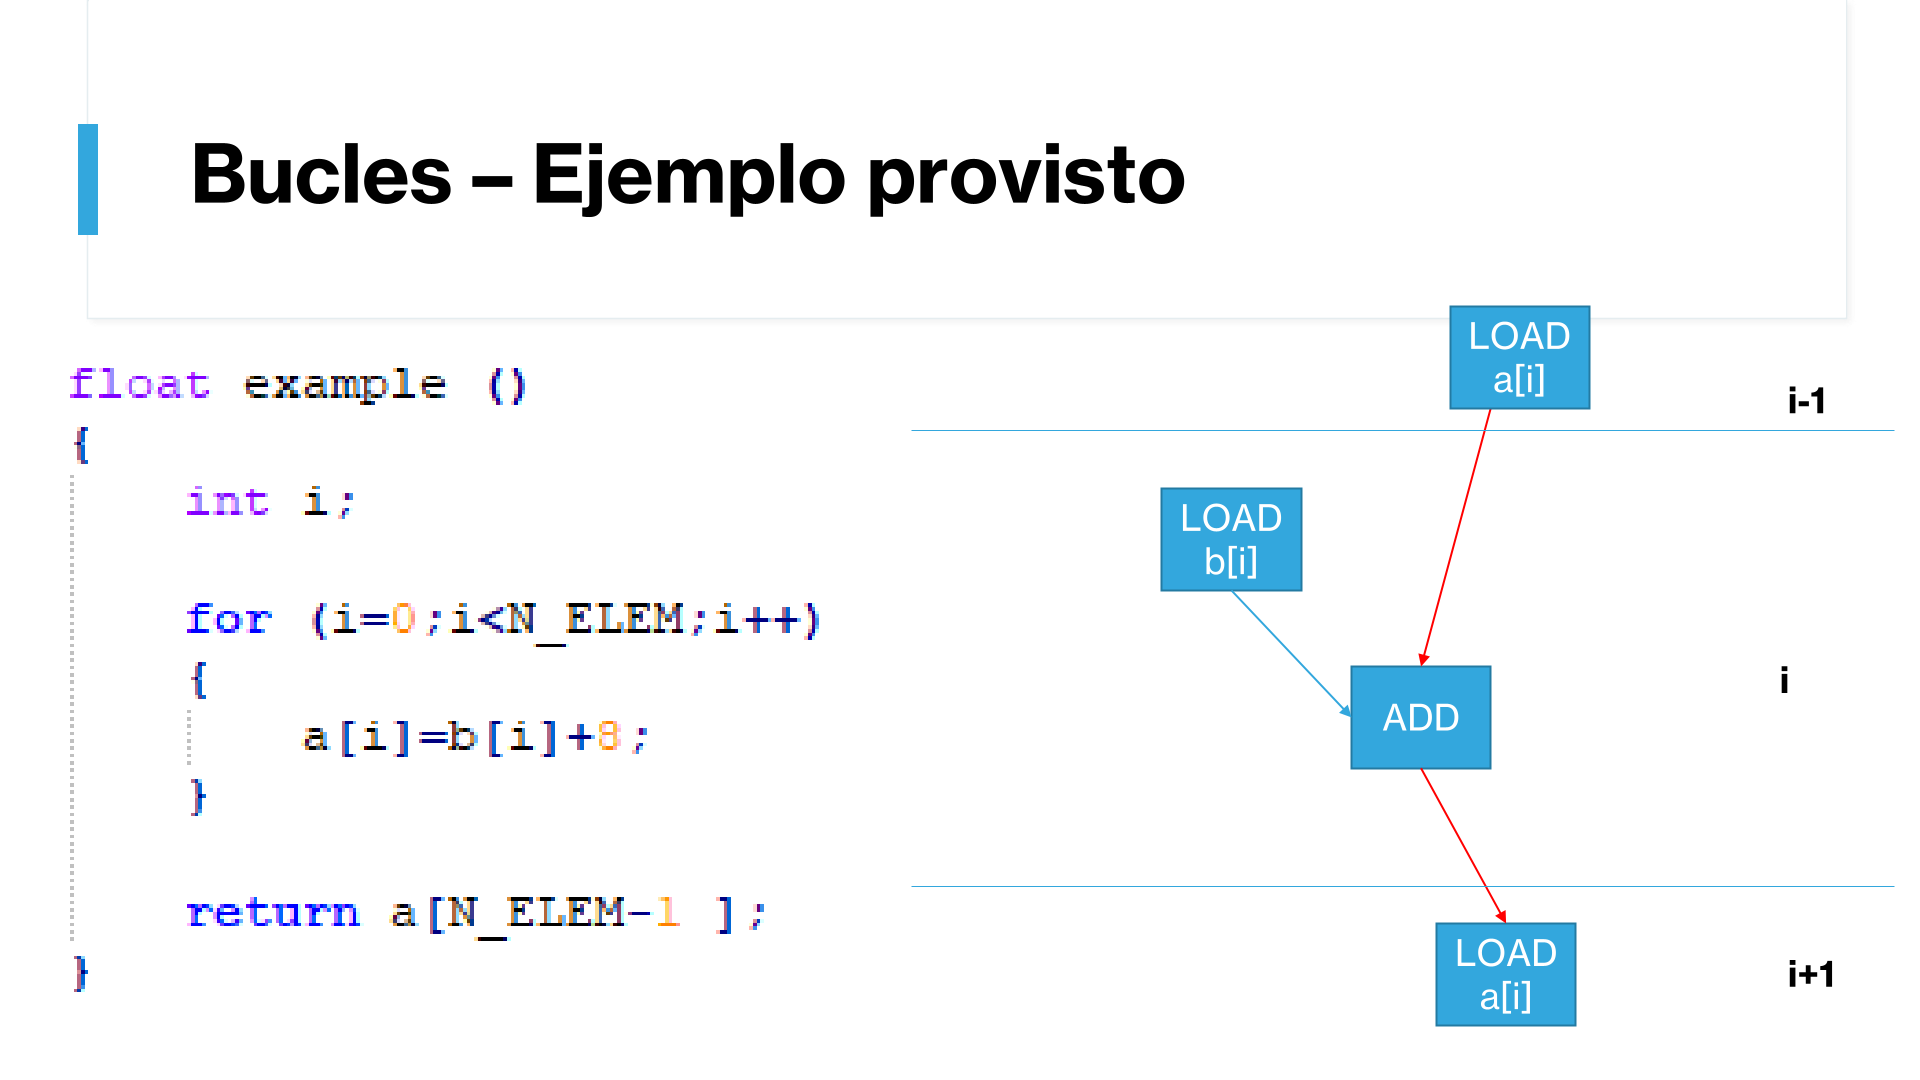 Bucles – Ejemplo provisto
float example ()
{
int i;
for (i=0;i<N_ELEM;i++)
{
a[i]=b[i]+8;
}
return a[N_ELEM-1 ];
}
LOAD
a[i]
i-1
LOAD
b[i]
i
ADD
LOAD
a[i]
i+1